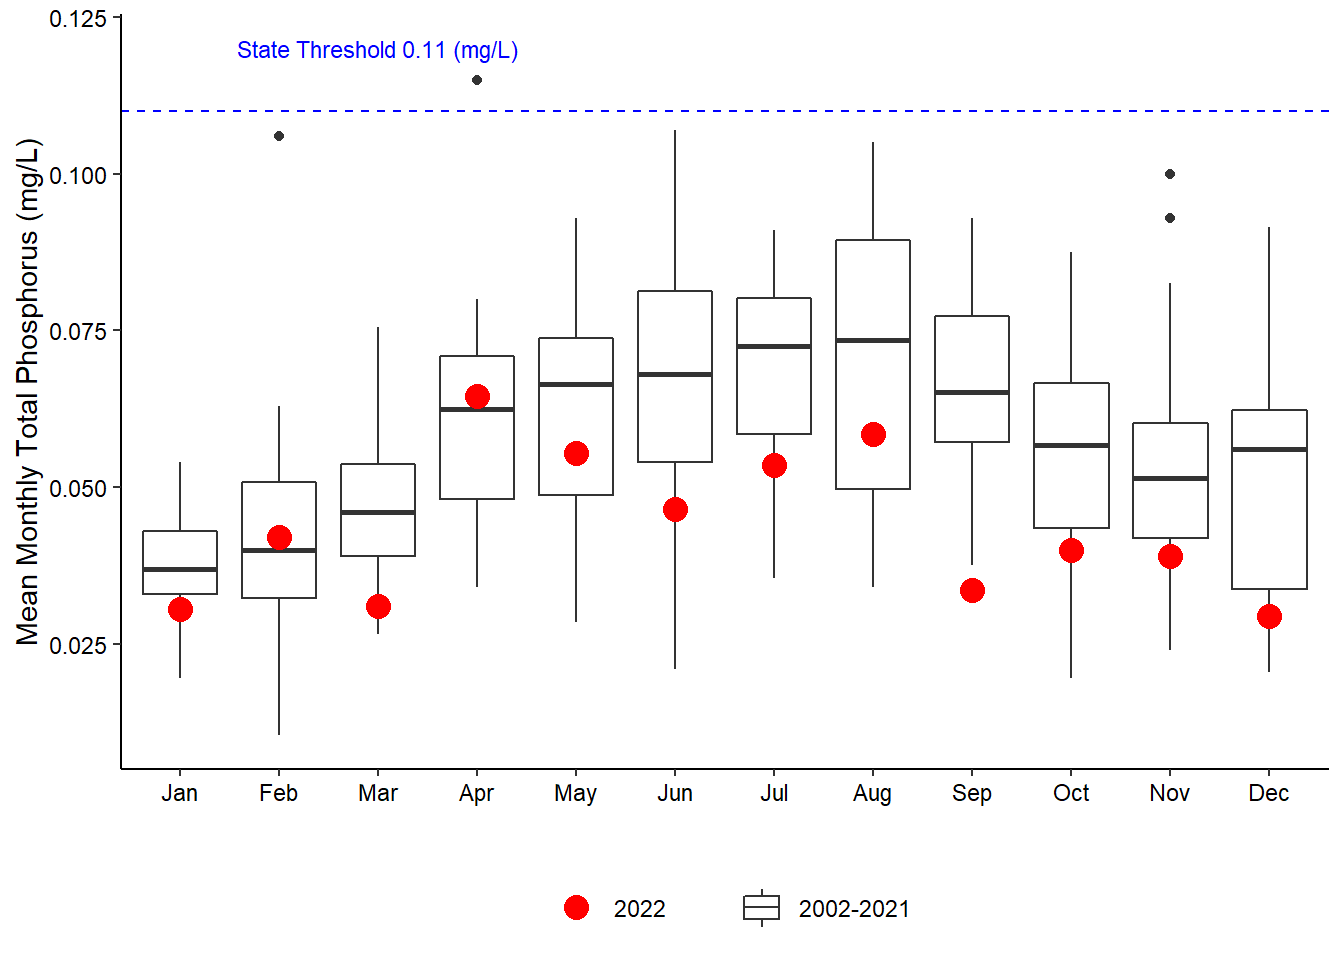 Mean Monthly Total Phosphorus (mg/L)
0.125
0.100
0.075
0.050
0.025
State Threshold 0.11 (mg/L)
Jan Feb Mar Apr May Jun Jul Aug Sep Oct Nov Dec
2022 2002-2021